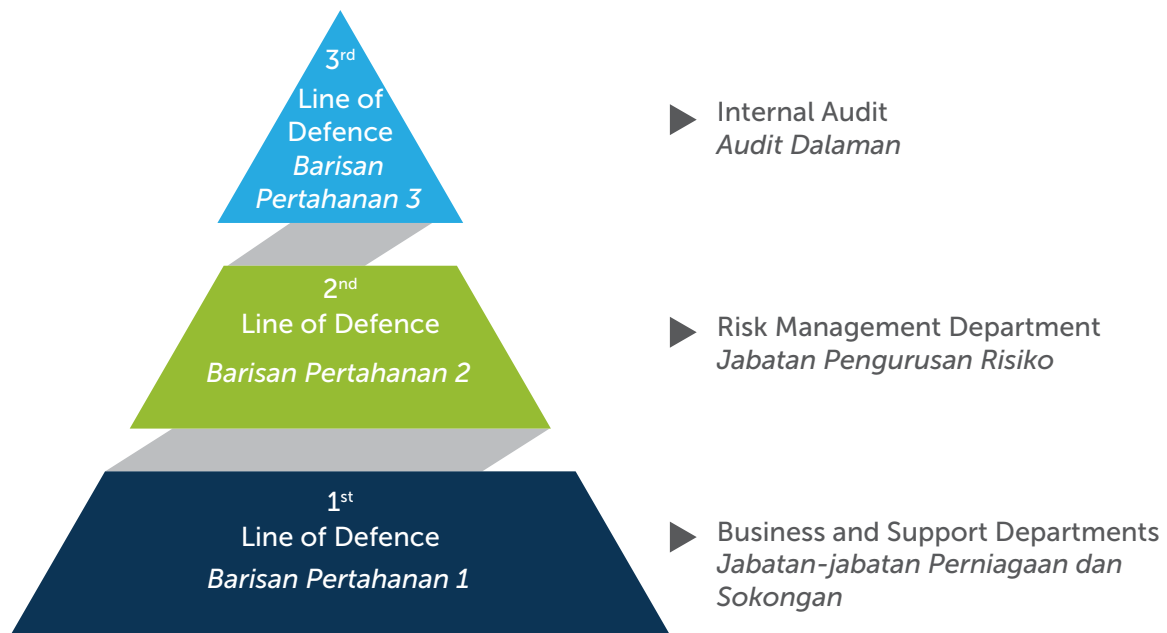 3rd
Line of
Defence
Barisan
Pertahanan 3
Internal Audit
Audit Dalaman
2nd
Line of Defence
Barisan Pertahanan 2
Risk Management Department
Jabatan Pengurusan Risiko
1st
Line of Defence
Barisan Pertahanan 1
Business and Support Departments
Jabatan-jabatan Perniagaan dan
Sokongan